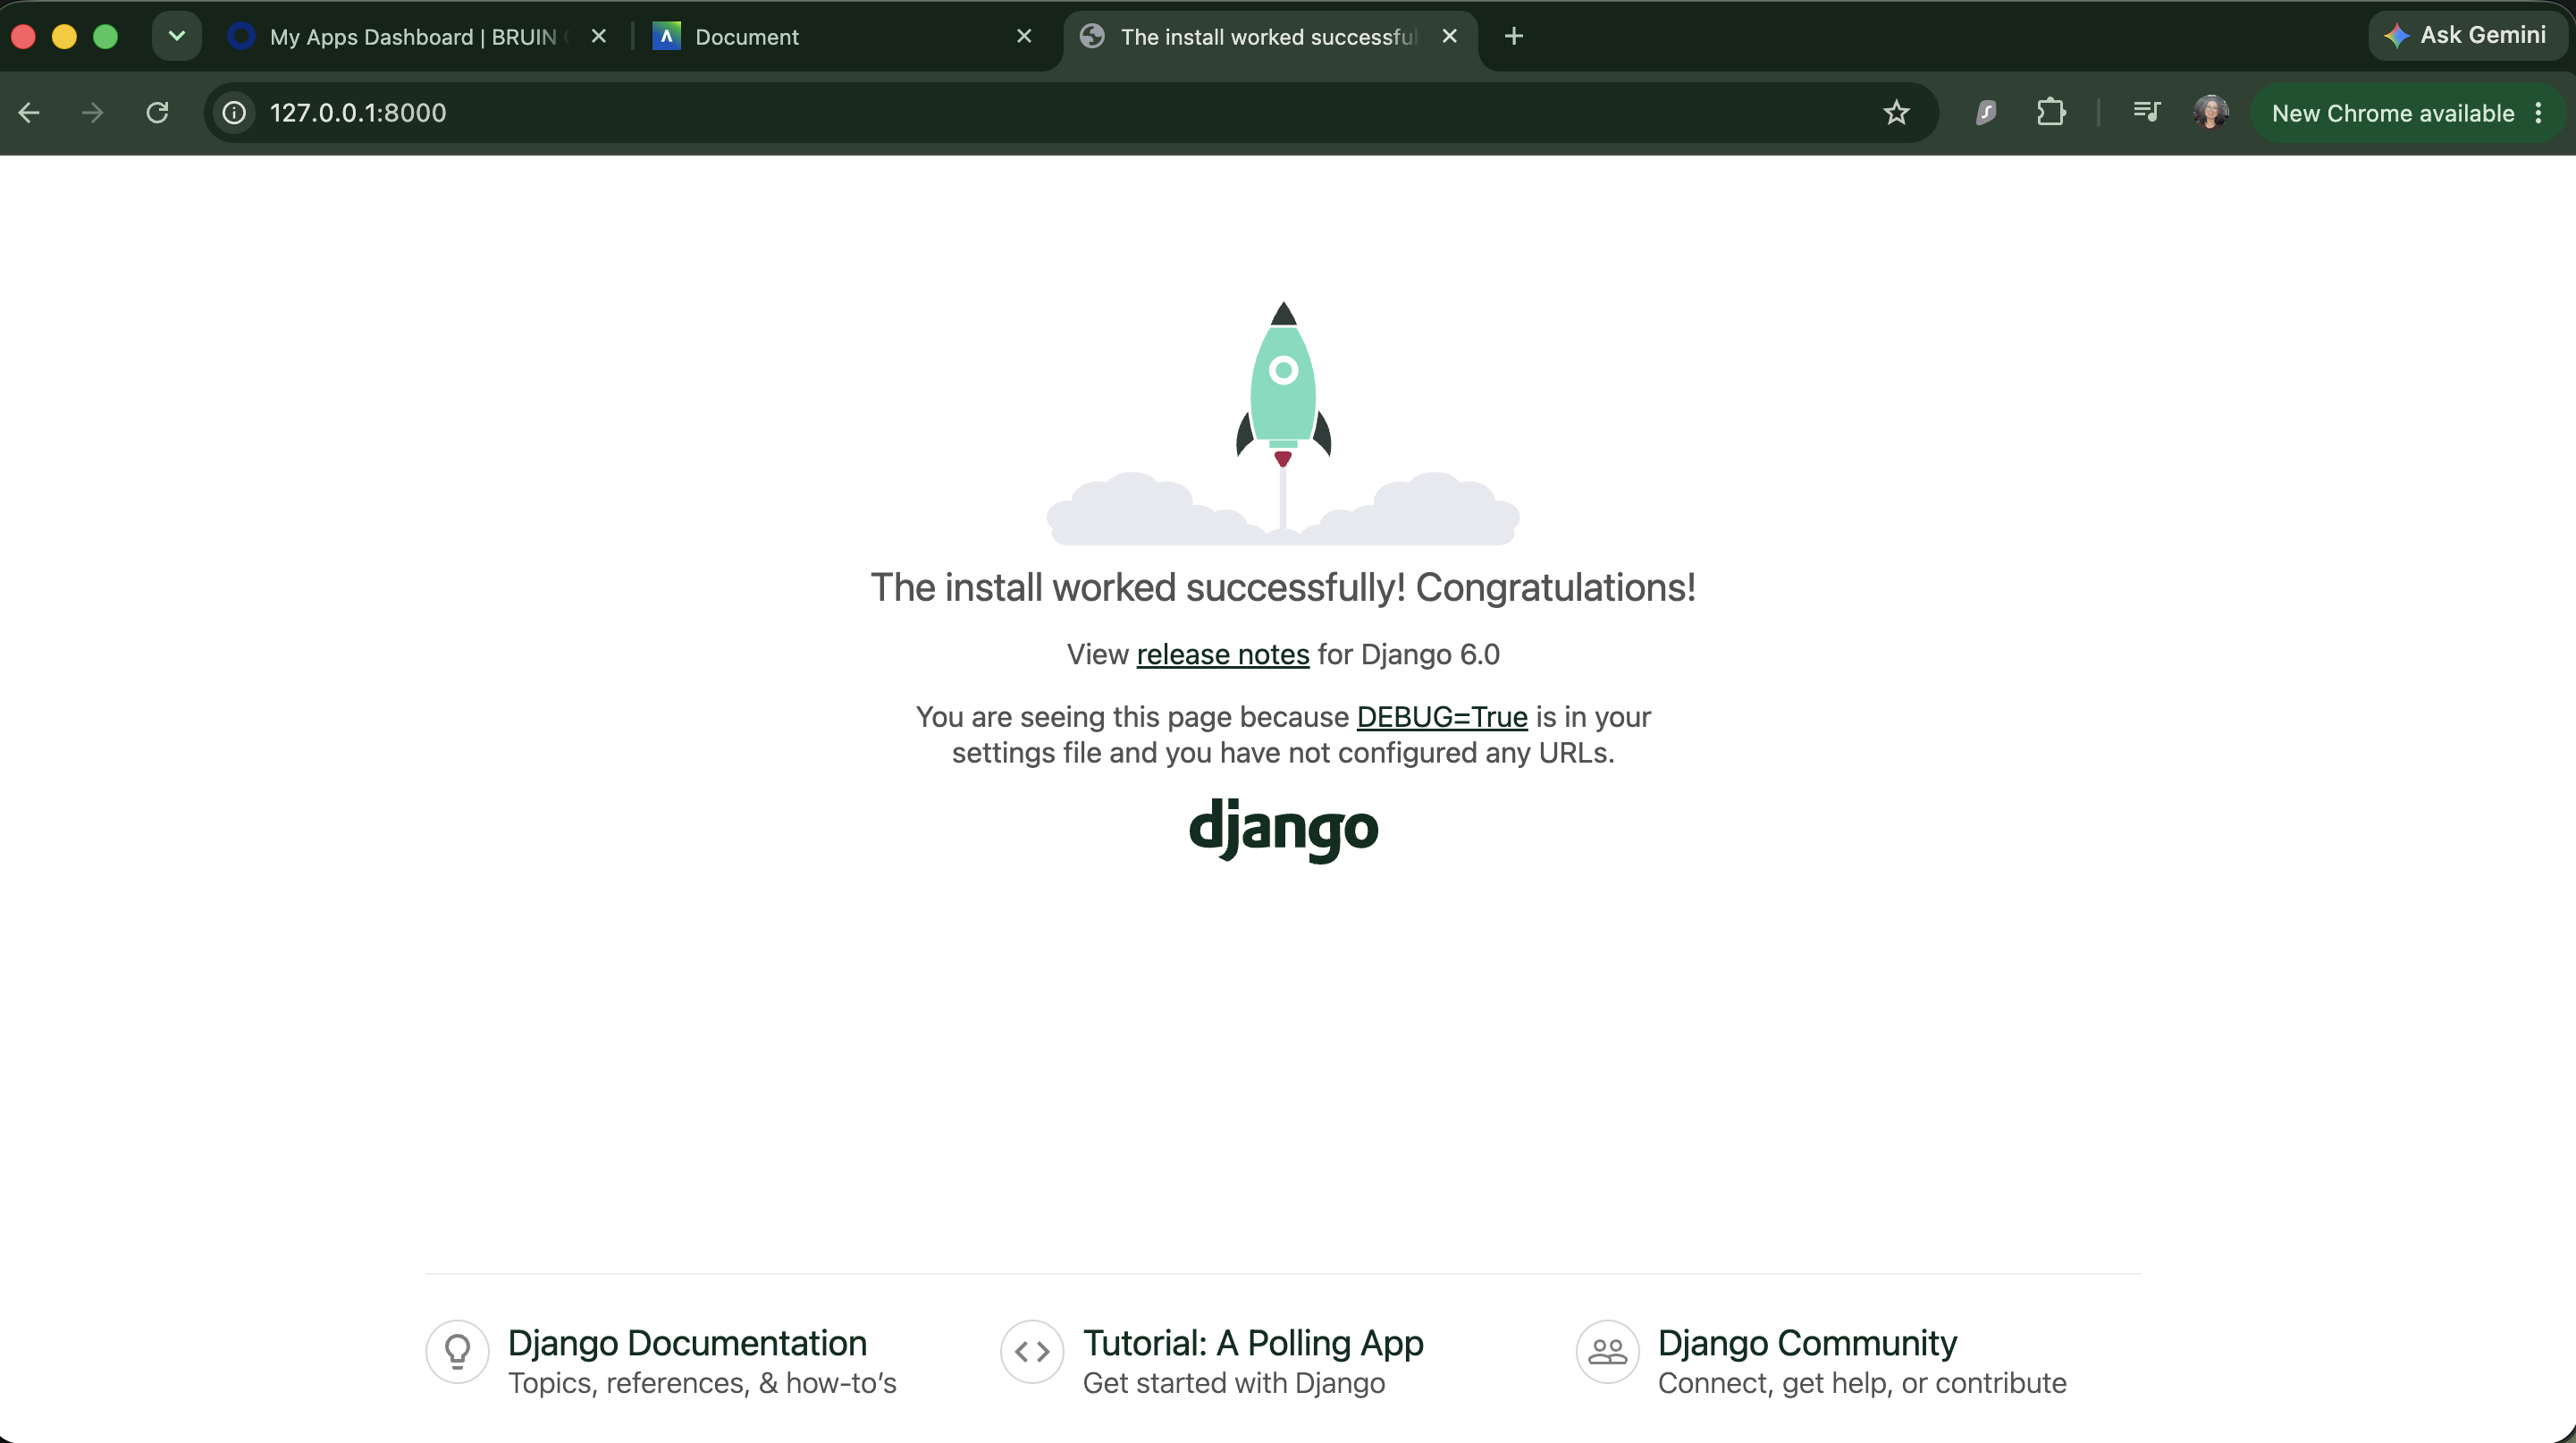 My Apps Dashboard | BRUIN
Document
The install worked successful
Ask Gemini
127.0.0.1:8000
New Chrome available
The install worked successfully! Congratulations!
View release notes for Django 6.0
You are seeing this page because DEBUG=True is in your
settings file and you have not configured any URLs.
django
Django Documentation
Topics, references, & how-to’s
Tutorial: A Polling App
Get started with Django
Django Community
Connect, get help, or contribute